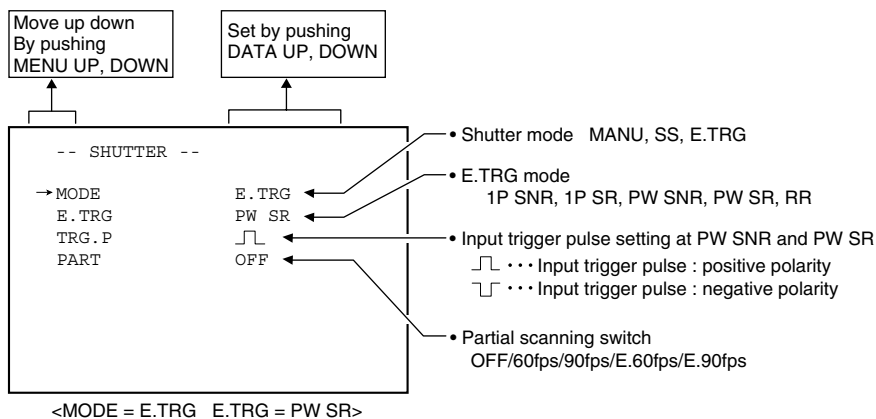 Move up down
By pushing
MENU UP, DOWN
Set by pushing
DATA UP, DOWN
-- SHUTTER --
→MODE E.TRG
E.TRG PW SR
TRG.P
PART OFF
• Shutter mode MANU, SS, E.TRG
• E.TRG mode
1P SNR, 1P SR, PW SNR, PW SR, RR
• Input trigger pulse setting at PW SNR and PW SR
··· Input trigger pulse : positive polarity
··· Input trigger pulse : negative polarity
• Partial scanning switch
OFF/60fps/90fps/E.60fps/E.90fps
<MODE = E.TRG E.TRG = PW SR>